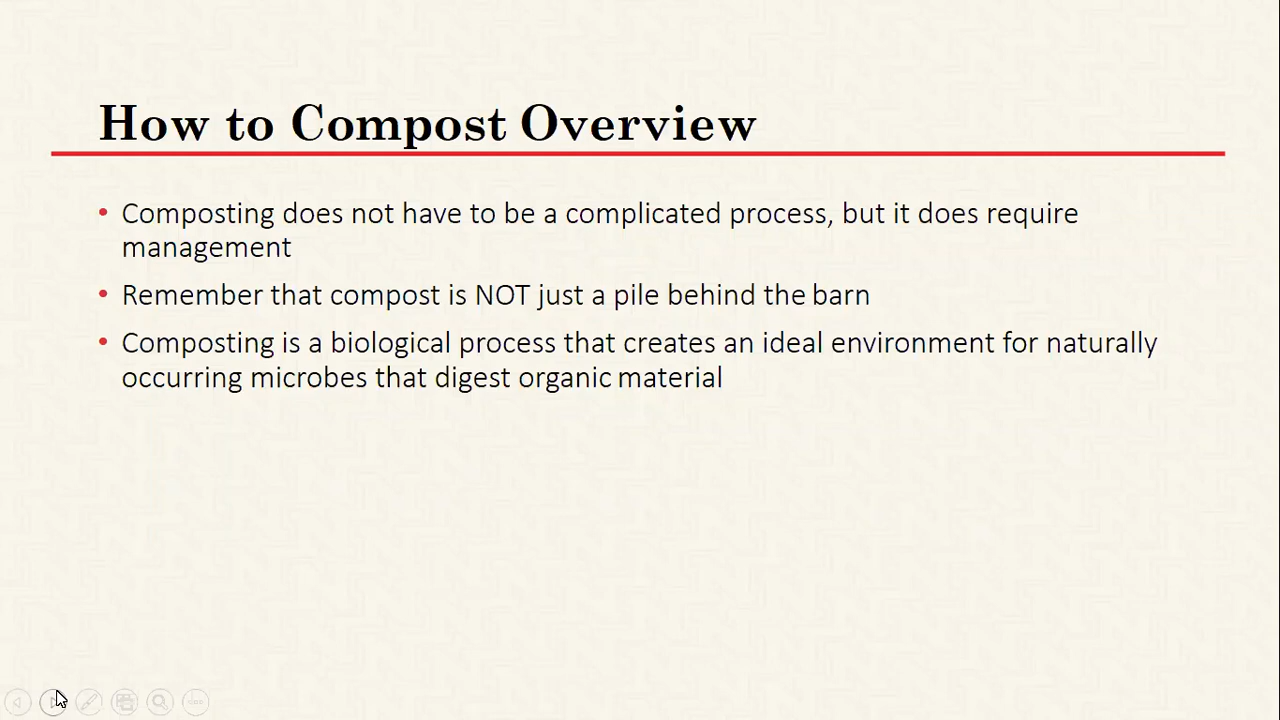 How to Compost Overview
• Composting does not have to be a complicated process, but it does require
management
• Remember that compost is NOT just a pile behind the barn
• Composting is a biological process that creates an ideal environment for naturally
occurring microbes that digest organic material